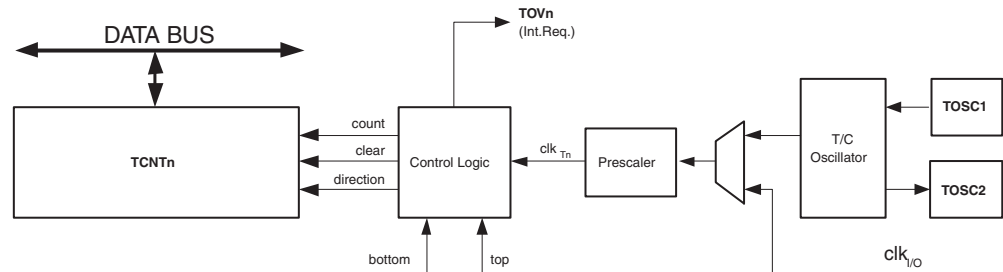 TOVn
(Int.Req.)
DATA BUS
TOSC1
count
T/C
Oscillator
TCNTn
clear
Control Logic
clk Tn
Prescaler
direction
TOSC2
bottom
top
clk I/O